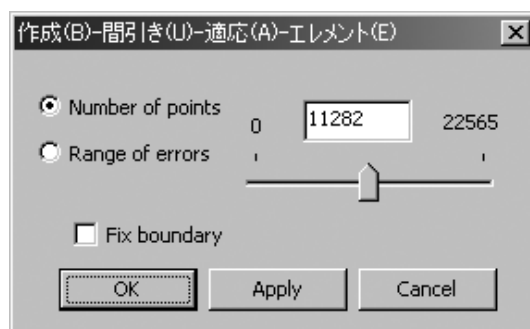 作成(B)-間引き(U)-適応(A)-エレメント(E)
Number of points
0 11282 22565
Range of errors
Fix boundary
OK Apply Cancel